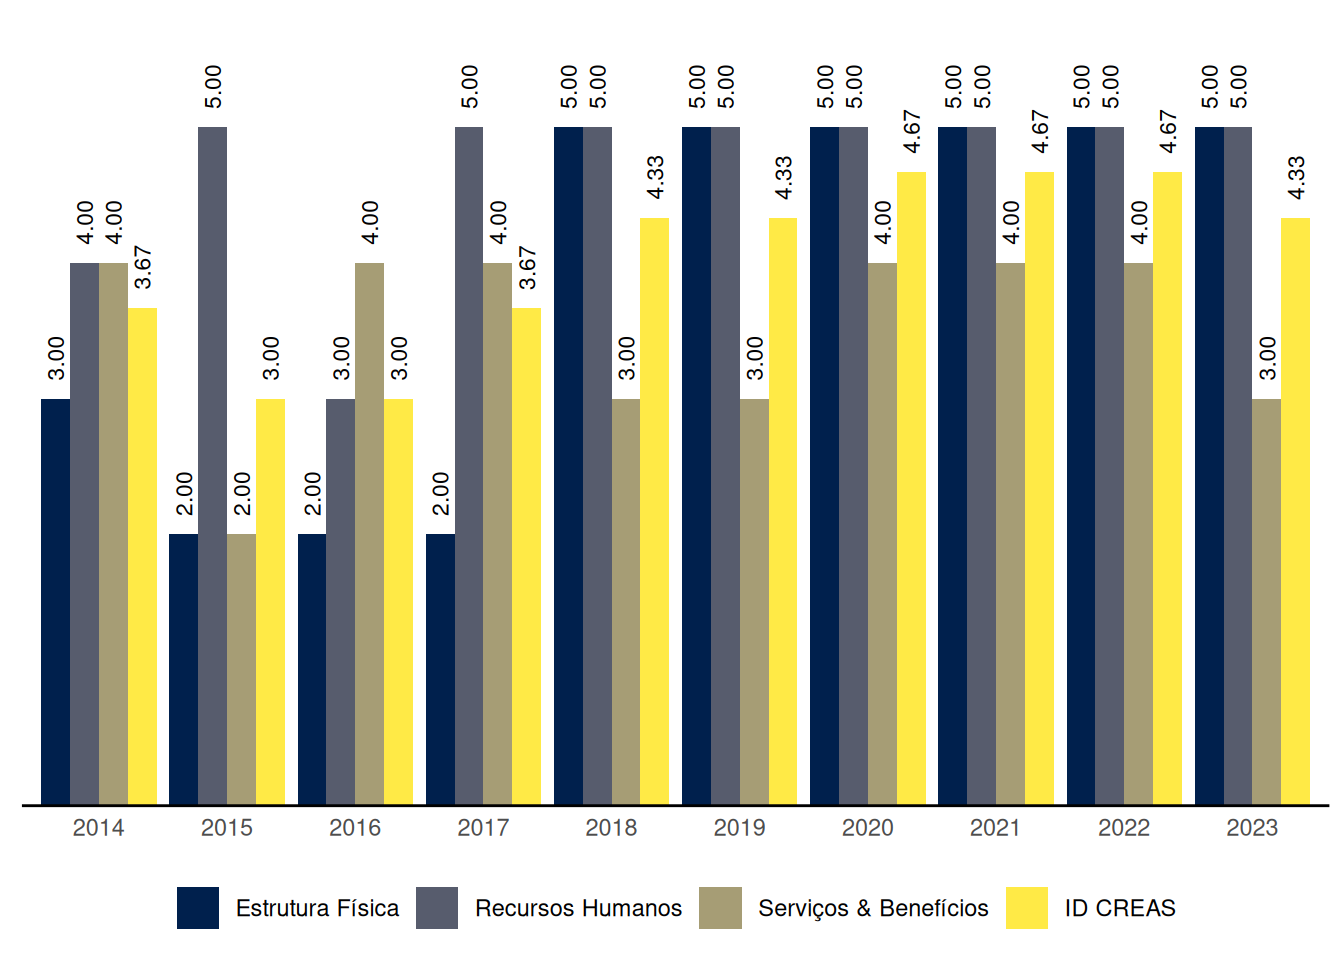 5.00 5.00 5.00 5.00 5.00 5.00 5.00 5.00 5.00 5.00 5.00 5.00 5.00 5.00
4.67 4.67 4.67
4.33 4.33 4.33
4.00 4.00 4.00 4.00 4.00 4.00 4.00
3.67 3.67
3.00 3.00 3.00 3.00 3.00 3.00 3.00
2.00 2.00 2.00 2.00
2014 2015 2016 2017 2018 2019 2020 2021 2022 2023
Estrutura Física Recursos Humanos Serviços & Benefícios ID CREAS